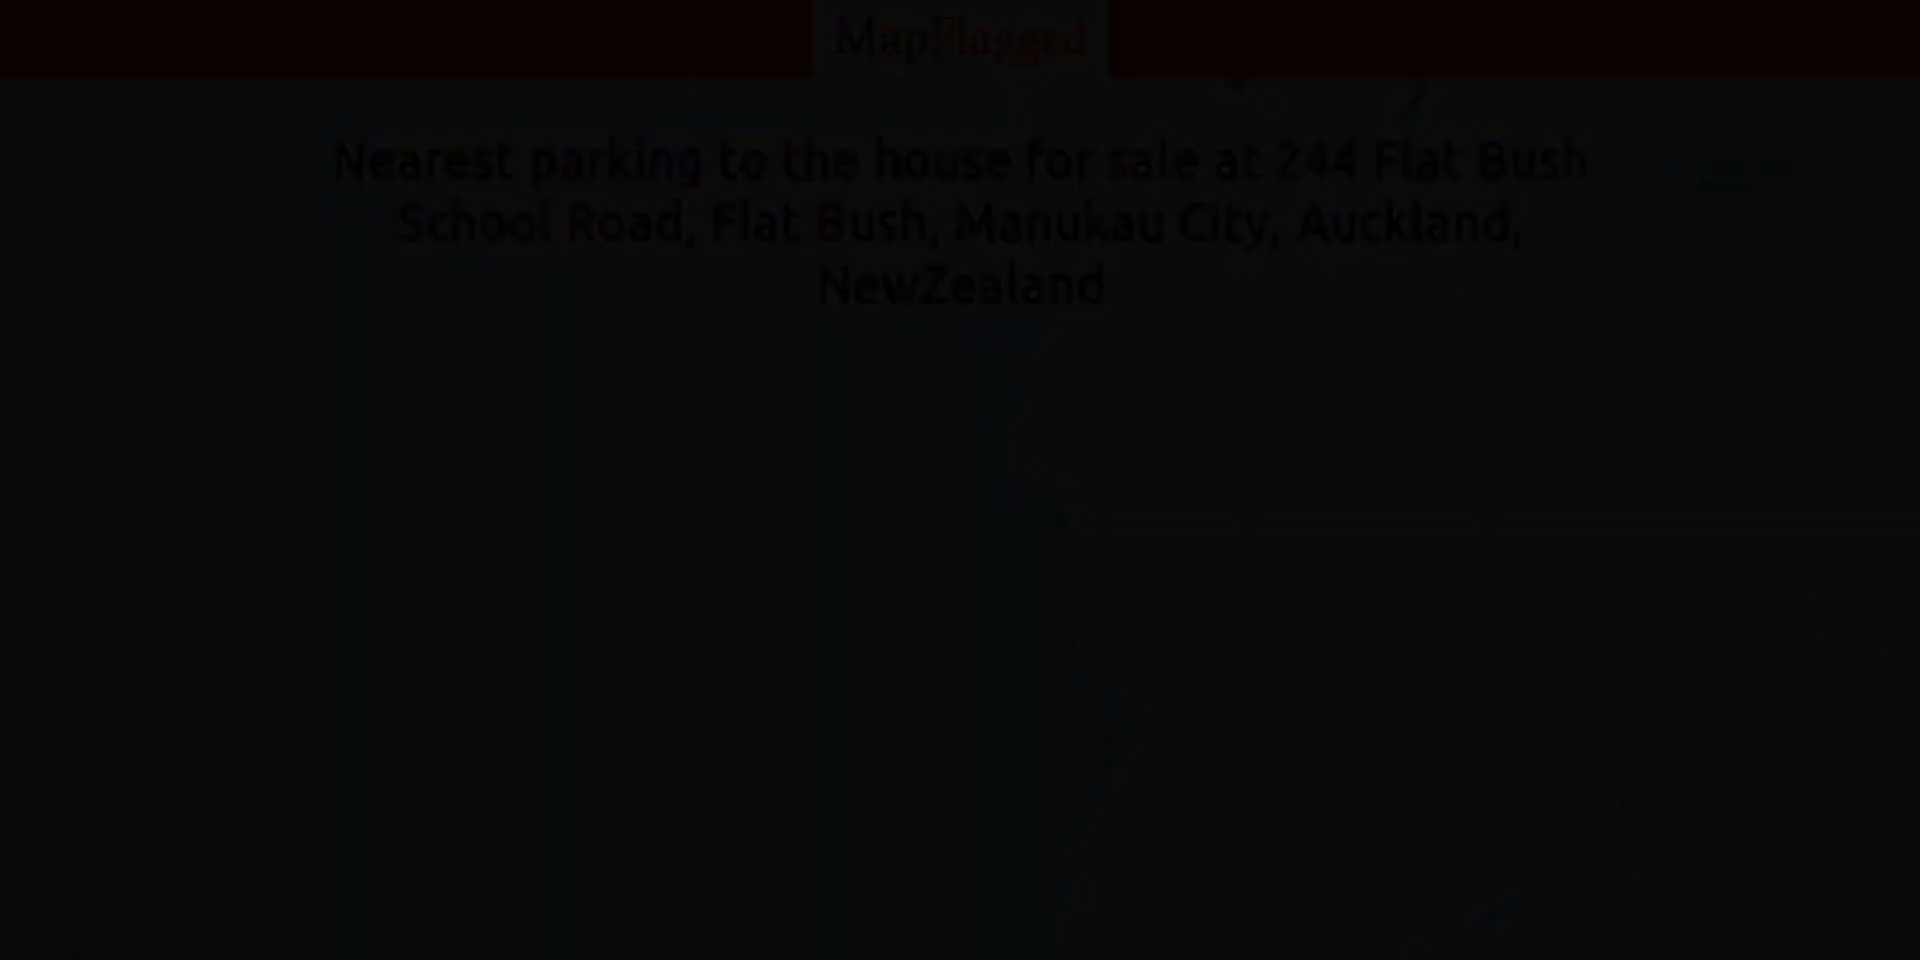 MapFlagged
Nearest parking to the house for sale at 244 Flat Bush
School Road, Flat Bush, Manukau City, Auckland,
NewZealand